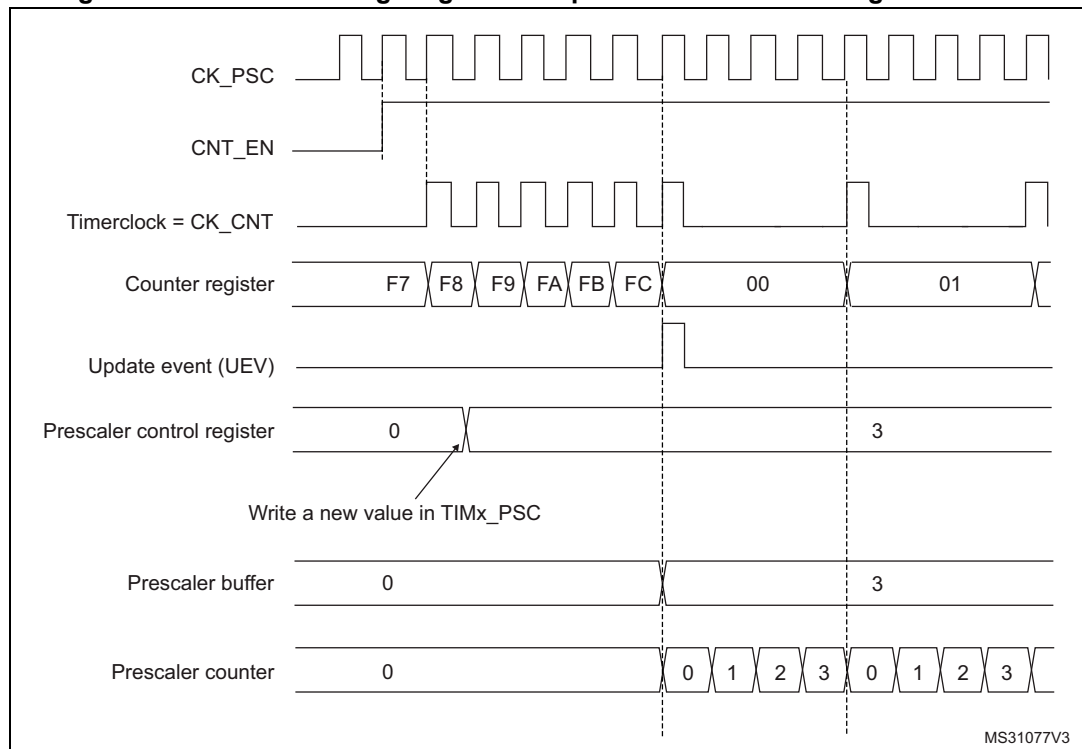 CK_PSC
CNT_EN
Timerclock = CK_CNT
Counter register F7 F8 F9 FA FB FC 00 01
Update event (UEV)
Prescaler control register 0 3
Write a new value in TIMx_PSC
Prescaler buffer 0 3
Prescaler counter 0 0 1 2 3 0 1 2 3
MS31077V3